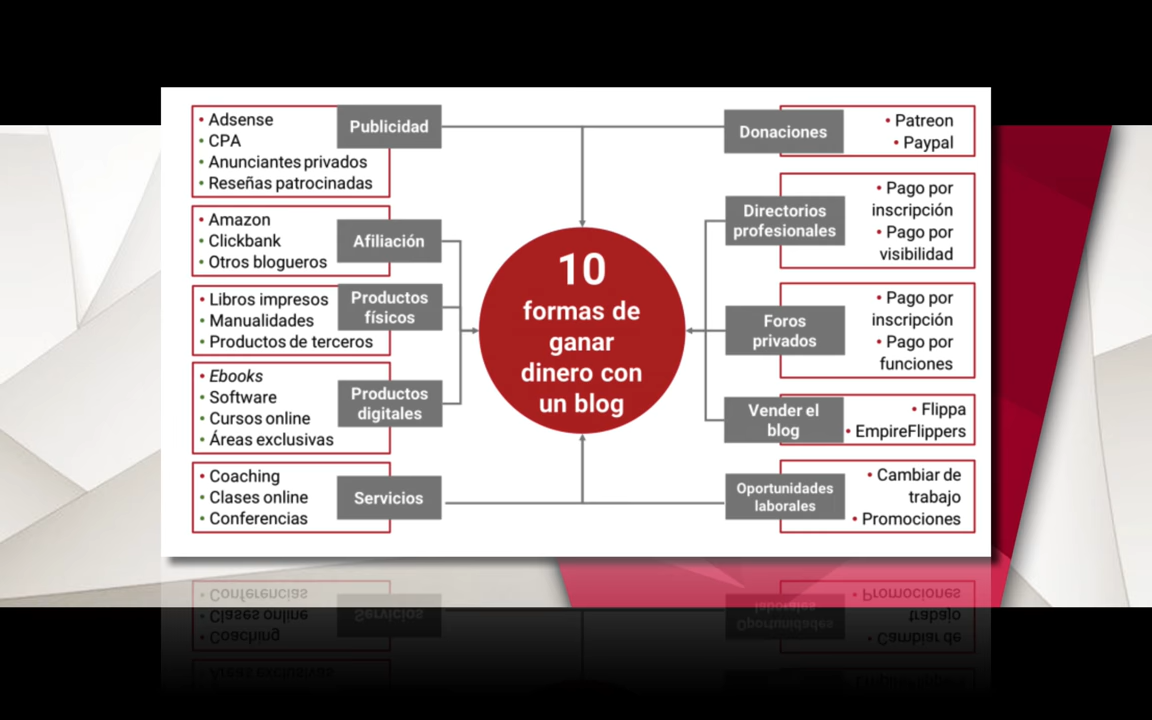 • Adsense
• CPA
• Anunciantes privados
• Reseñas patrocinadas
Publicidad
• Amazon
• Clickbank
• Otros blogueros
Afiliación
• Libros impresos
• Manualidades
• Productos de terceros
Productos
físicos
• Ebooks
• Software
• Cursos online
• Áreas exclusivas
Productos
digitales
• Coaching
• Clases online
• Conferencias
Servicios
10
formas de
ganar
dinero con
un blog
Donaciones
• Patreon
• Paypal
Directorios
profesionales
• Pago por
inscripción
• Pago por
visibilidad
Foros
privados
• Pago por
inscripción
• Pago por
funciones
Vender el
blog
• Flippa
• EmpireFlippers
Oportunidades
laborales
• Cambiar de
trabajo
• Promociones